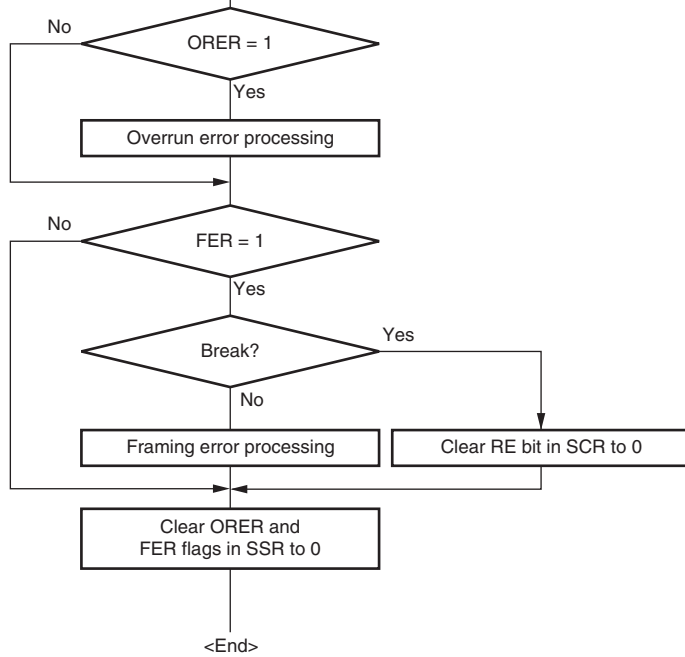 No
ORER = 1
Yes
Overrun error processing
No
FER = 1
Yes
Break?
Yes
No
Framing error processing
Clear RE bit in SCR to 0
Clear ORER and
FER flags in SSR to 0
<End>